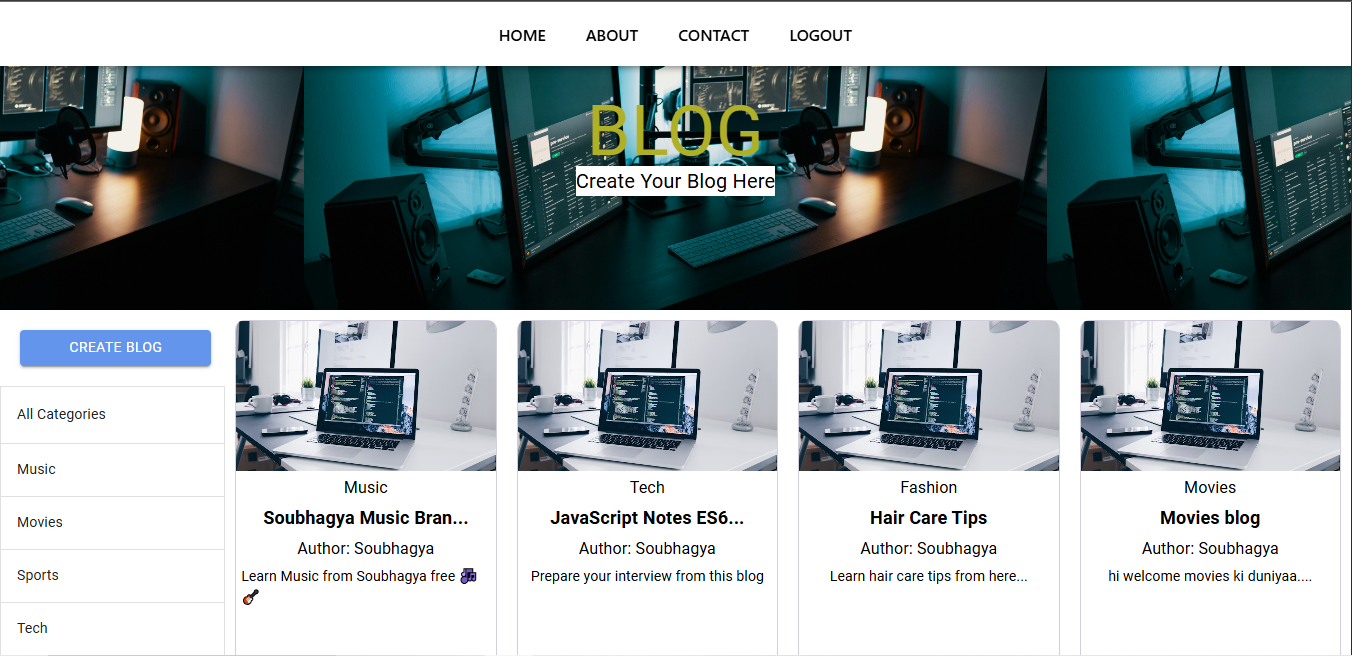 HOME ABOUT CONTACT LOGOUT
BLOG
Create Your Blog Here
CREATE BLOG
All Categories
Music
Movies
Sports
Tech
Music
Soubhagya Music Bran...
Author: Soubhagya
Learn Music from Soubhagya free 🎶
🎸
Tech
JavaScript Notes ES6...
Author: Soubhagya
Prepare your interview from this blog
Fashion
Hair Care Tips
Author: Soubhagya
Learn hair care tips from here...
Movies
Movies blog
Author: Soubhagya
hi welcome movies ki duniyaa....